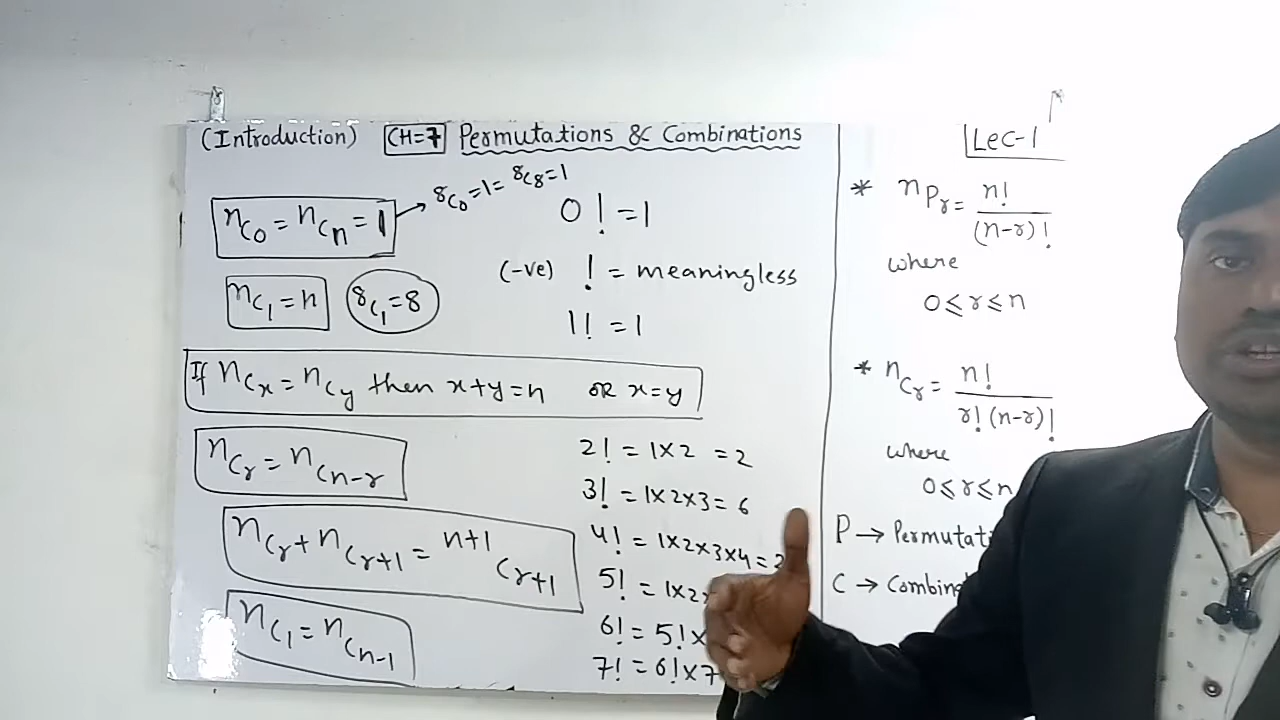 (Introduction) CH=7 Permutations & Combinations
Lec-1
nC0 = nCn = 1 → 8C0 = 1 = 8C8 = 1
0! = 1
(-ve) ! = meaningless
nC1 = n 8C1 = 8
1! = 1
If nCx = nCy then x+y=n OR x=y
nCr = nCn-r
nCr + nCr+1 = n+1Cr+1
nC1 = nCn-1
2! = 1×2 = 2
3! = 1×2×3 = 6
4! = 1×2×3×4 = 2
5! = 1×2
6! = 5!×
7! = 6!×7
* nPr = n!/(n-r)!
where
0≤r≤n
* nCr = n!/r!(n-r)!
where
0≤r≤n
P →
C →